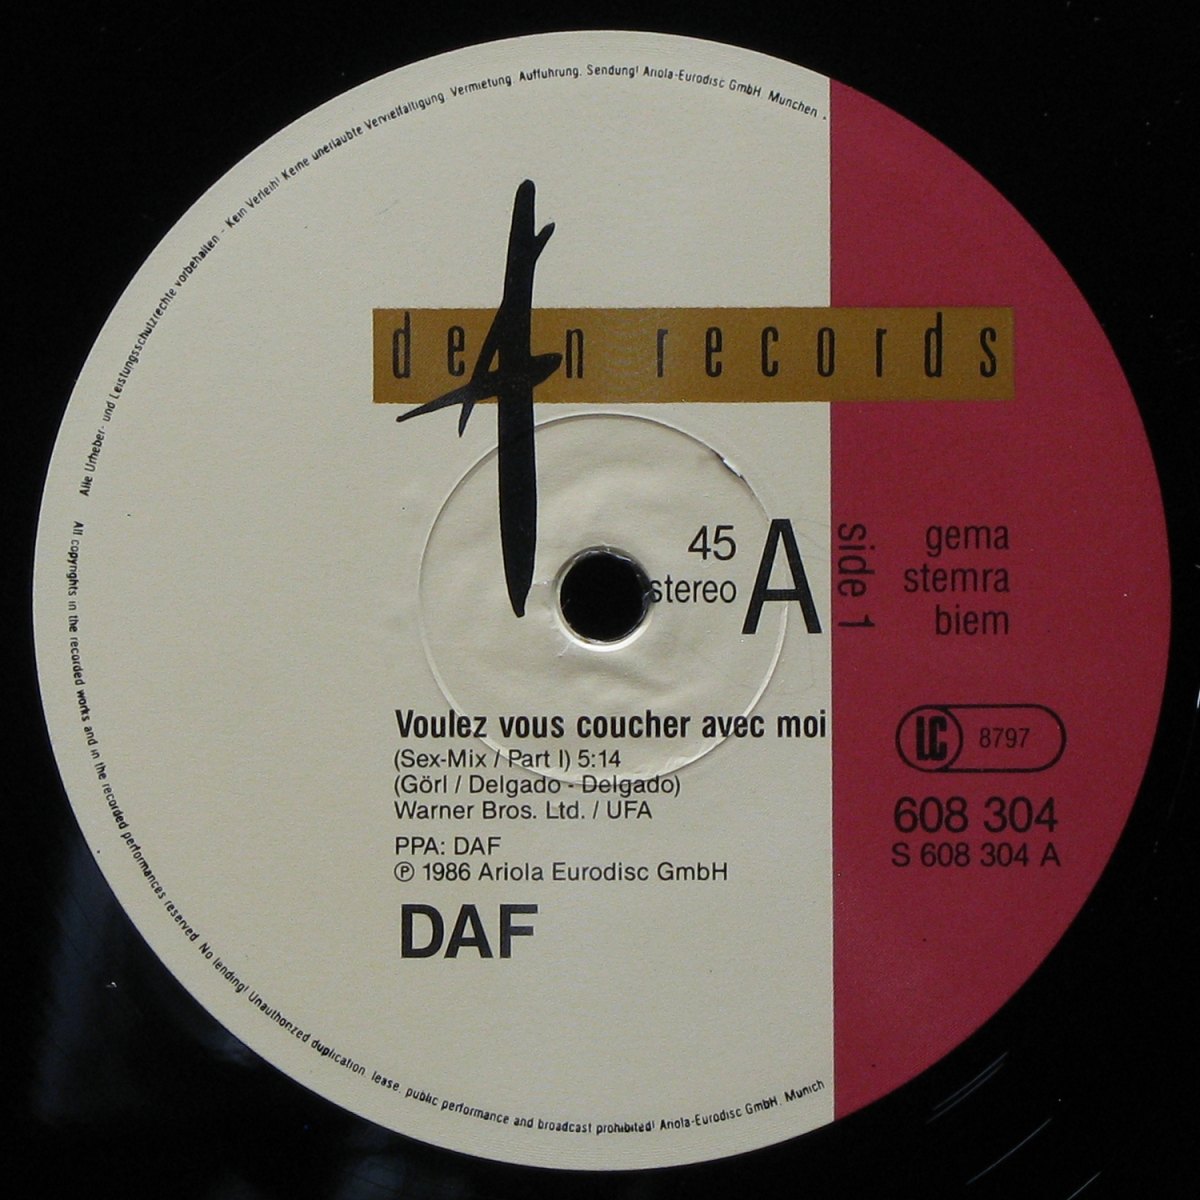 Alle Urheber- und Leistungsschutzrechte vorbehalten - Kein Verleih! Keine unerlaubte Vervielfaltigung. Vermietung. Auffuhrung. Sendung! Ariola-Eurodisc GmbH. Munchen .
dean records
45
stereo
A
side 1
gema
stemra
biem
Voulez vous coucher avec moi
(Sex-Mix / Part I) 5:14
(Görl / Delgado - Delgado)
Warner Bros. Ltd. / UFA
PPA: DAF
℗ 1986 Ariola Eurodisc GmbH
DAF
LC 8797
608 304
S 608 304 A
All copyrights in the recorded works and in the recorded performances reserved. No lending! Unauthorized duplication. lease. public performance and broadcast prohibited! Ariola-Eurodisc GmbH. Munich